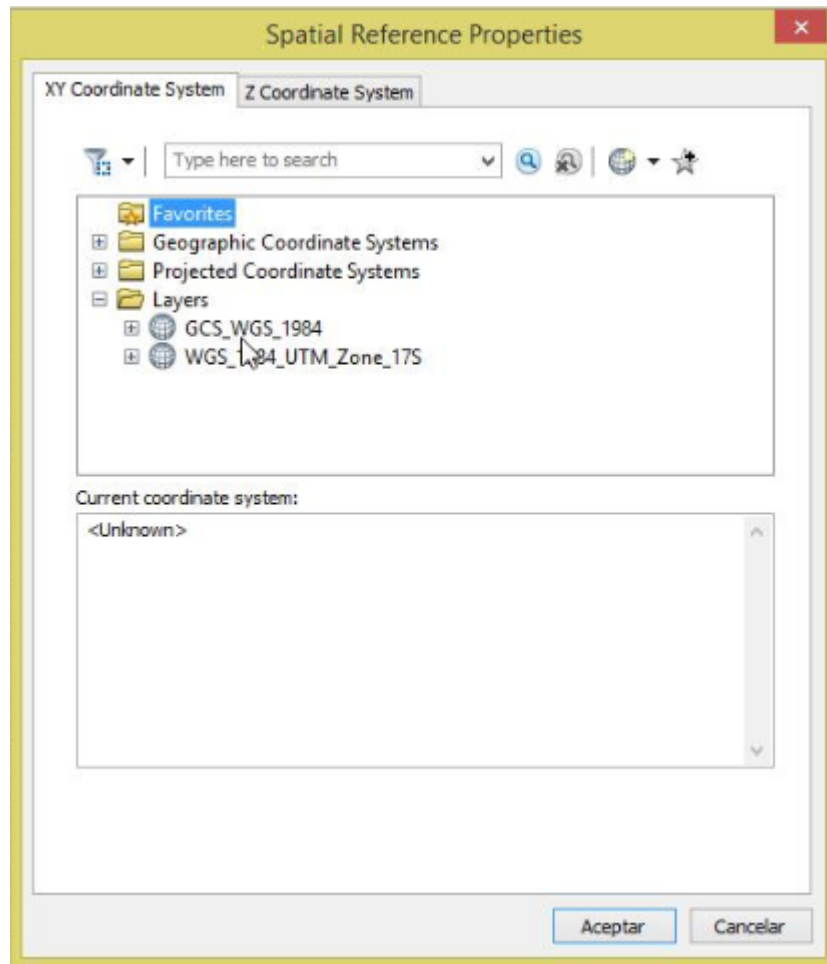 Spatial Reference Properties
XY Coordinate System Z Coordinate System
Type here to search
Favorites
Geographic Coordinate Systems
Projected Coordinate Systems
Layers
GCS_WGS_1984
WGS_1984_UTM_Zone_17S
Current coordinate system:
<Unknown>
Aceptar Cancelar